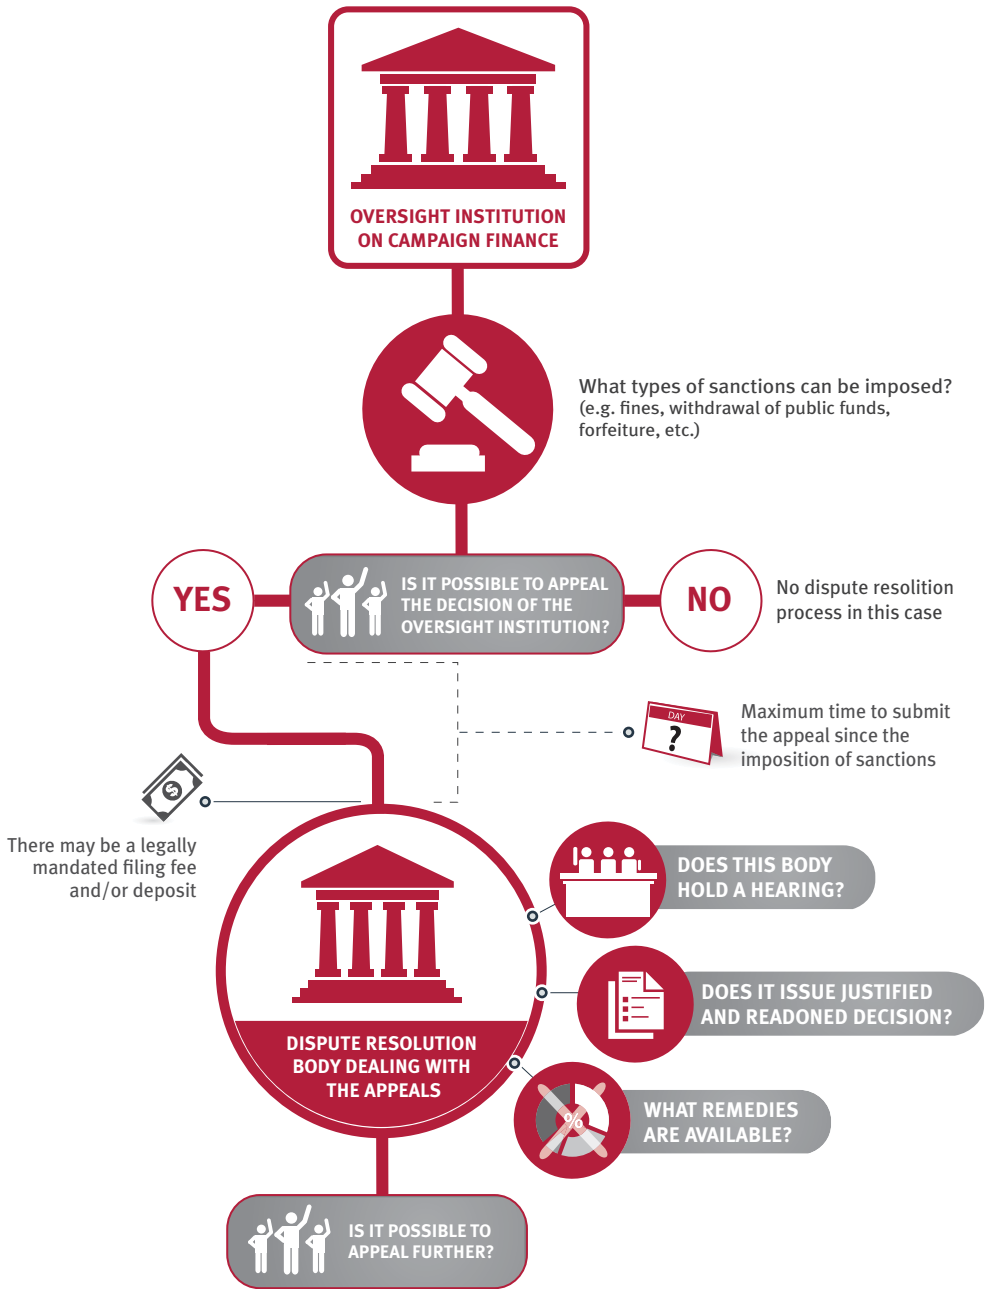 OVERSIGHT INSTITUTION
ON CAMPAIGN FINANCE
What types of sanctions can be imposed?
(e.g. fines, withdrawal of public funds,
forfeiture, etc.)
YES
IS IT POSSIBLE TO APPEAL
THE DECISION OF THE
OVERSIGHT INSTITUTION?
NO
No dispute resolition
process in this case
DAY
?
Maximum time to submit
the appeal since the
imposition of sanctions
$
There may be a legally
mandated filing fee
and/or deposit
DOES THIS BODY
HOLD A HEARING?
DOES IT ISSUE JUSTIFIED
AND READONED DECISION?
DISPUTE RESOLUTION
BODY DEALING WITH
THE APPEALS
%
WHAT REMEDIES
ARE AVAILABLE?
IS IT POSSIBLE TO
APPEAL FURTHER?